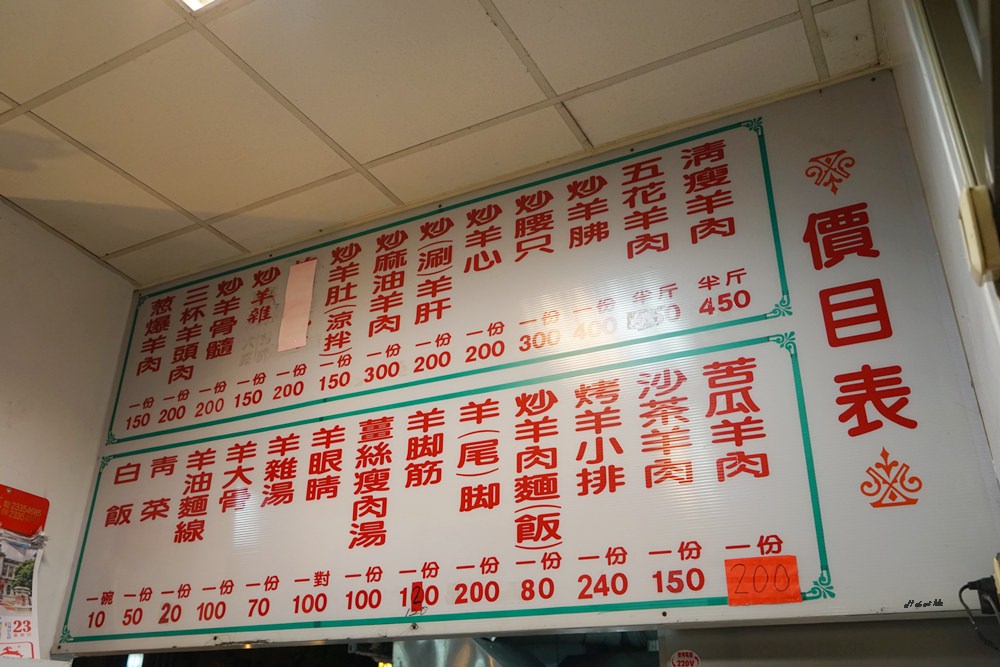 價目表
清瘦羊肉 半斤 450
五花羊肉 半斤
炒羊胇 一份 400
炒腰只 一份 300
炒羊心 一份 200
炒(涮)羊肝 一份 200
炒麻油羊肉 一份 300
炒羊肚(涼拌) 一份 150
一份 200
炒羊雜 一份 150
炒羊骨髓 一份 200
三杯羊頭肉 一份 200
蔥爆羊肉 一份 150
苦瓜羊肉 一份 200
沙茶羊肉 一份 150
烤羊小排 一份 240
炒羊肉麵(飯) 一份 80
羊(尾)脚 一份 200
羊脚筋 一份 120
薑絲瘦肉湯 一份 100
羊眼睛 一對 100
羊雜湯 一份 70
羊大骨 一份 100
羊油麵線 一份 20
青菜 一份 50
白飯 一碗 10
23
220V